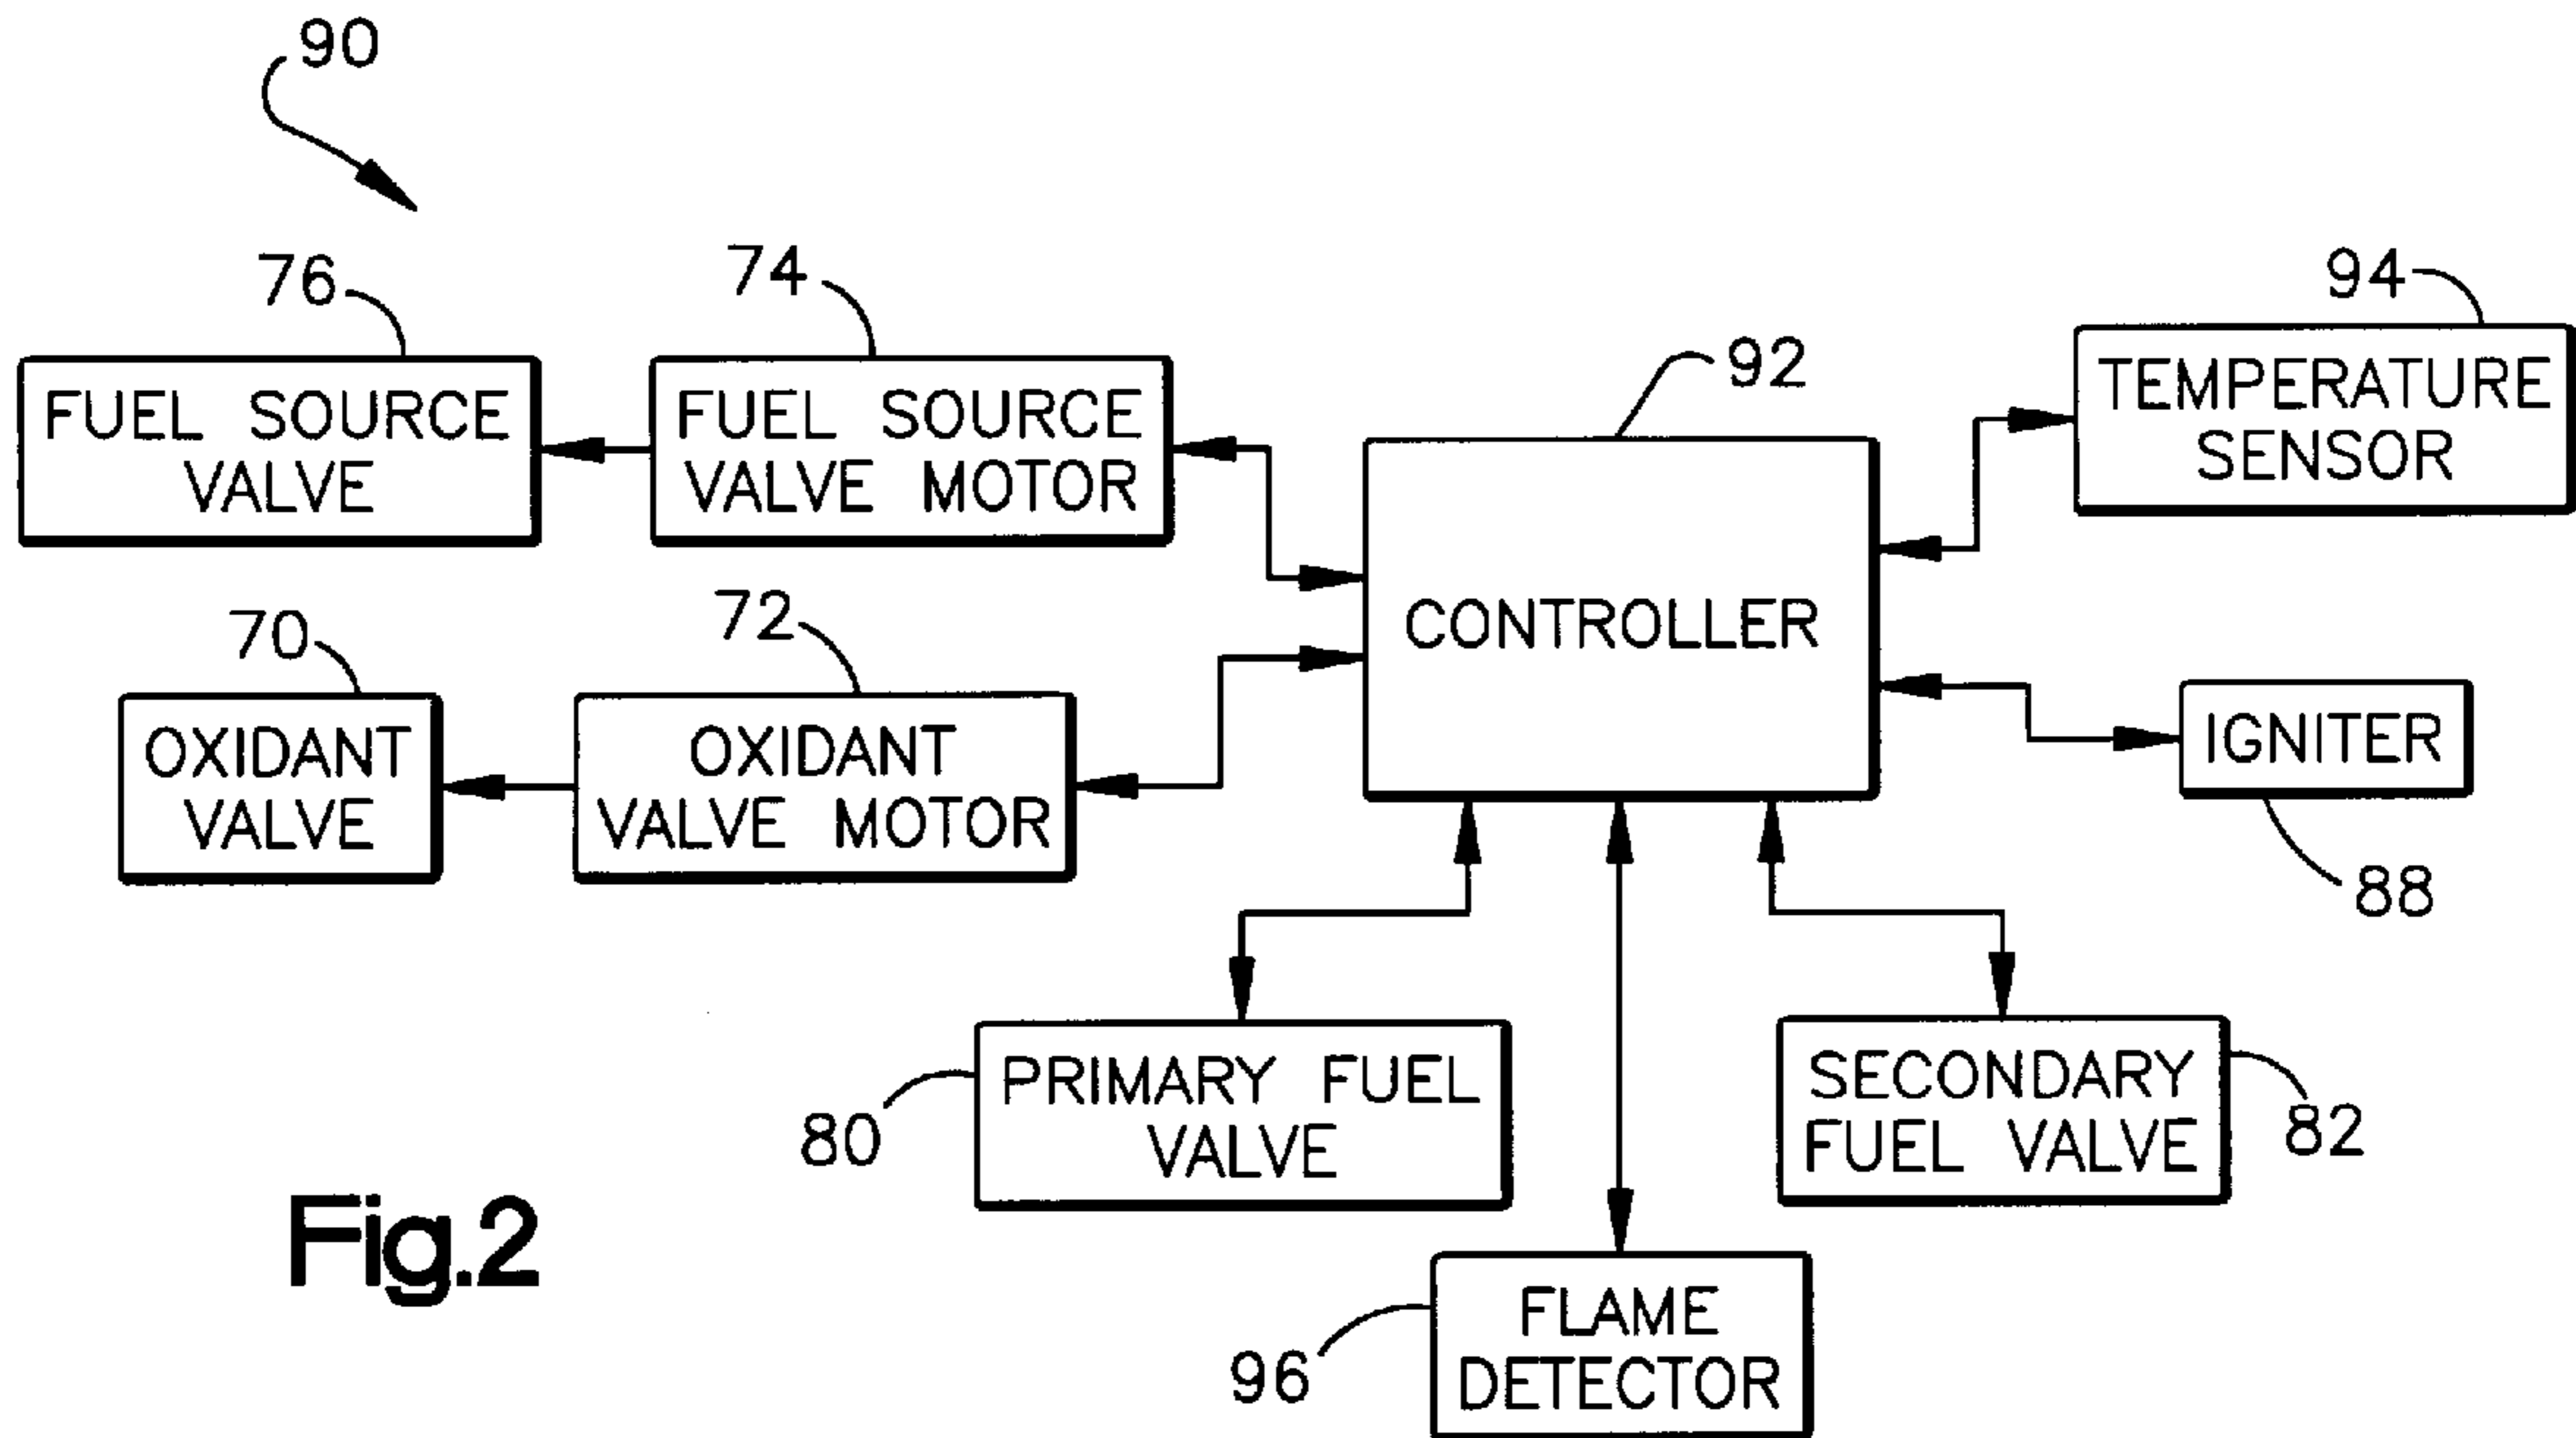 90
76
74
94
92
FUEL SOURCE
VALVE
FUEL SOURCE
VALVE MOTOR
TEMPERATURE
SENSOR
CONTROLLER
70
72
OXIDANT
VALVE
OXIDANT
VALVE MOTOR
IGNITER
88
PRIMARY FUEL
VALVE
80
SECONDARY
FUEL VALVE
82
FLAME
DETECTOR
96
Fig.2